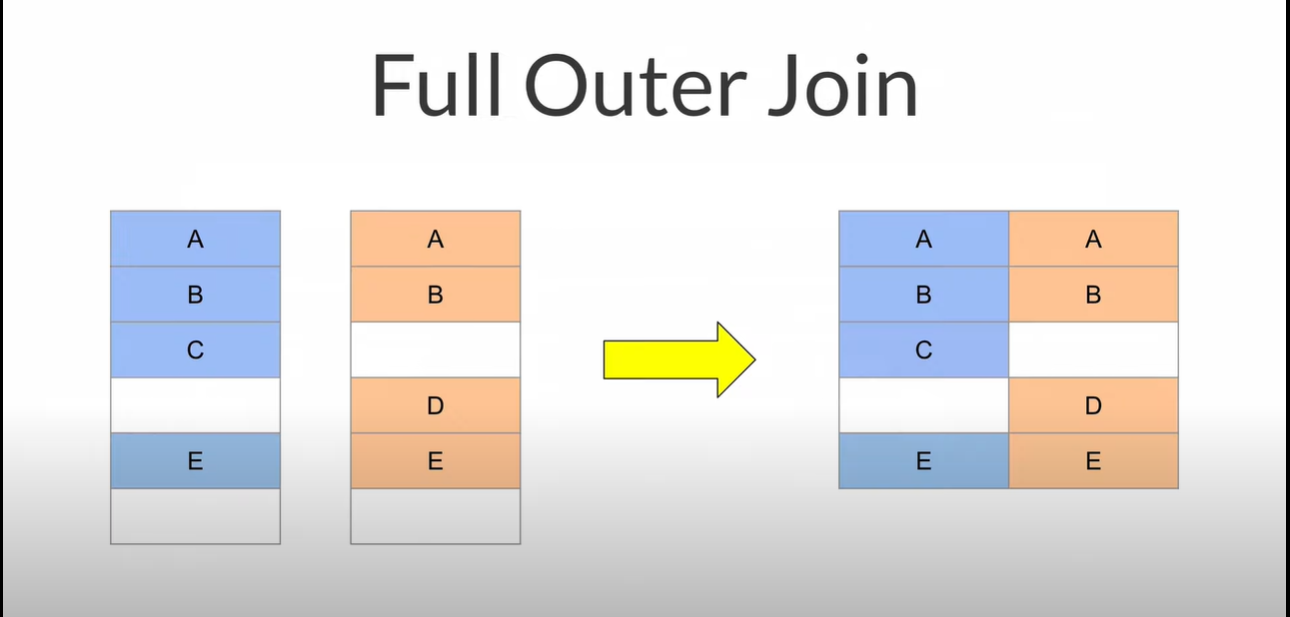 Full Outer Join
A A A A
B B B B
C C
D D
E E E E